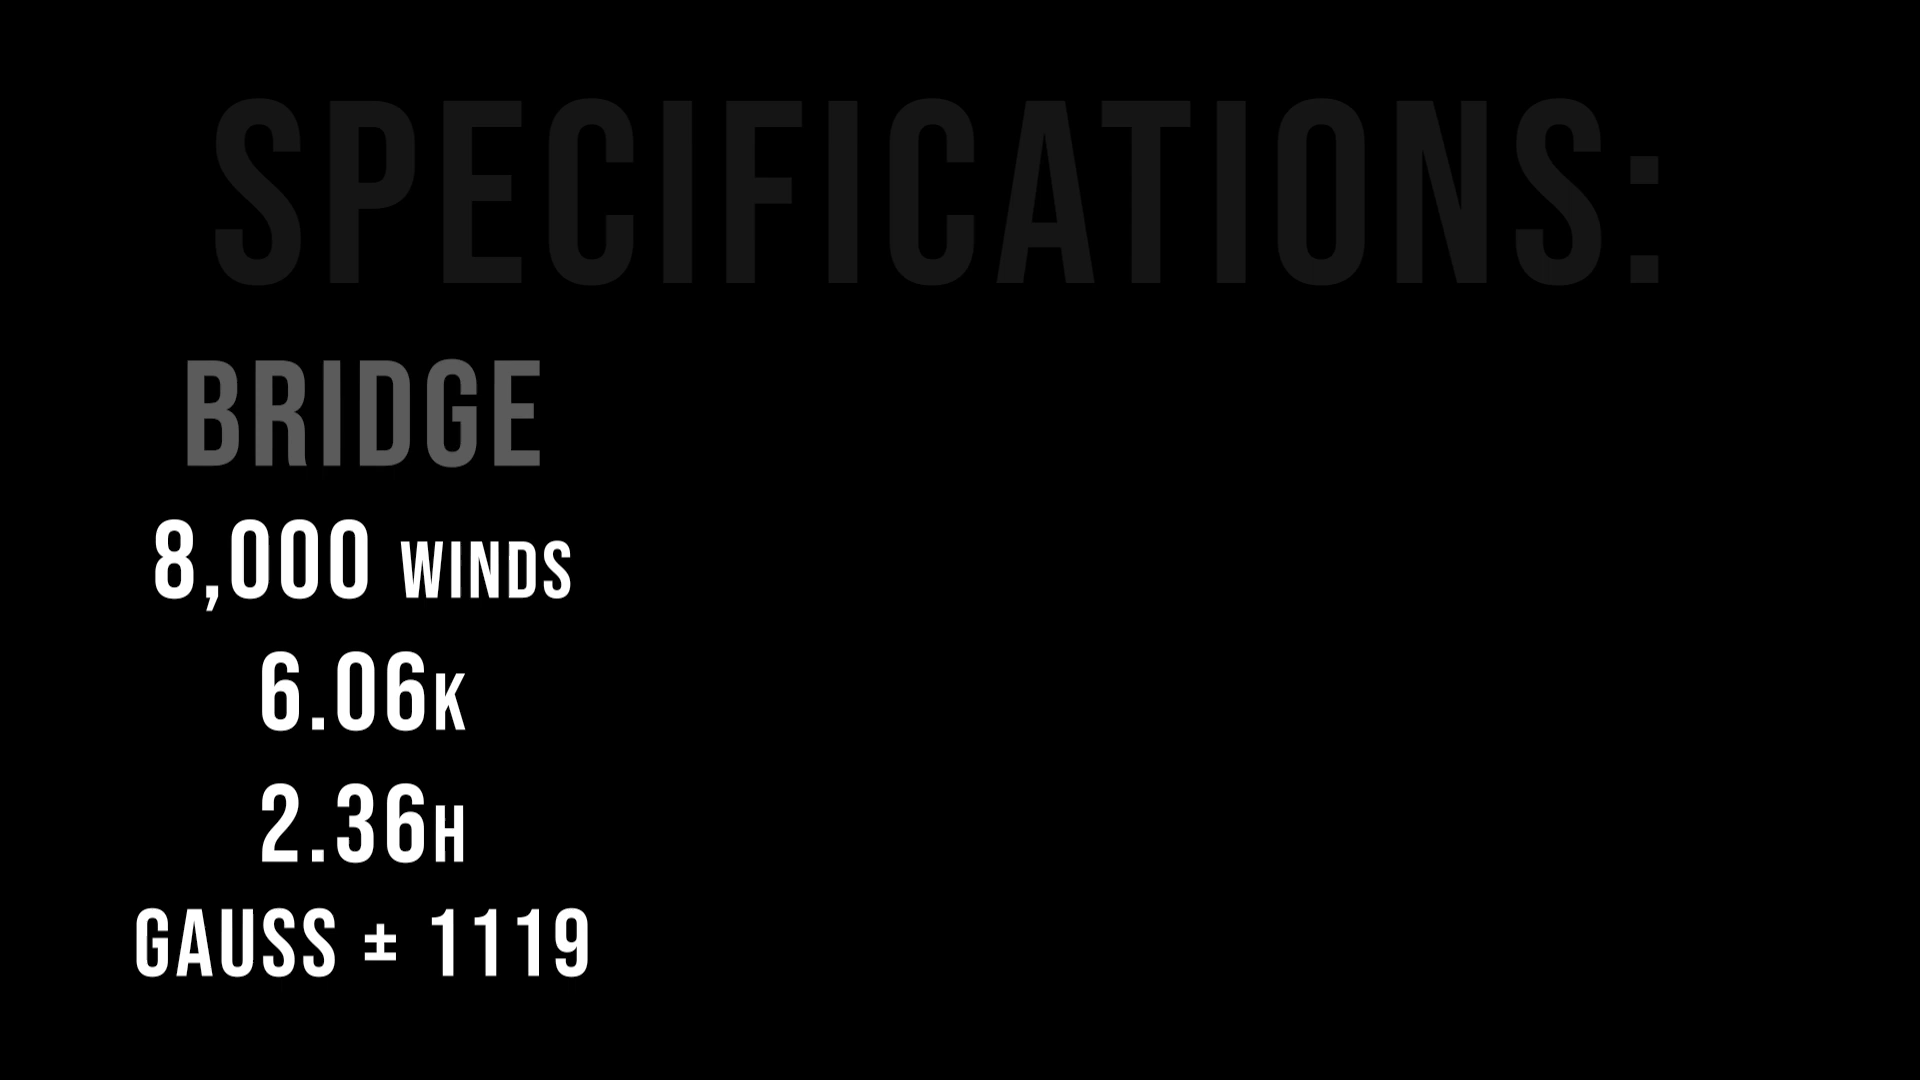 SPECIFICATIONS:
BRIDGE
8,000 WINDS
6.06K
2.36H
GAUSS ± 1119